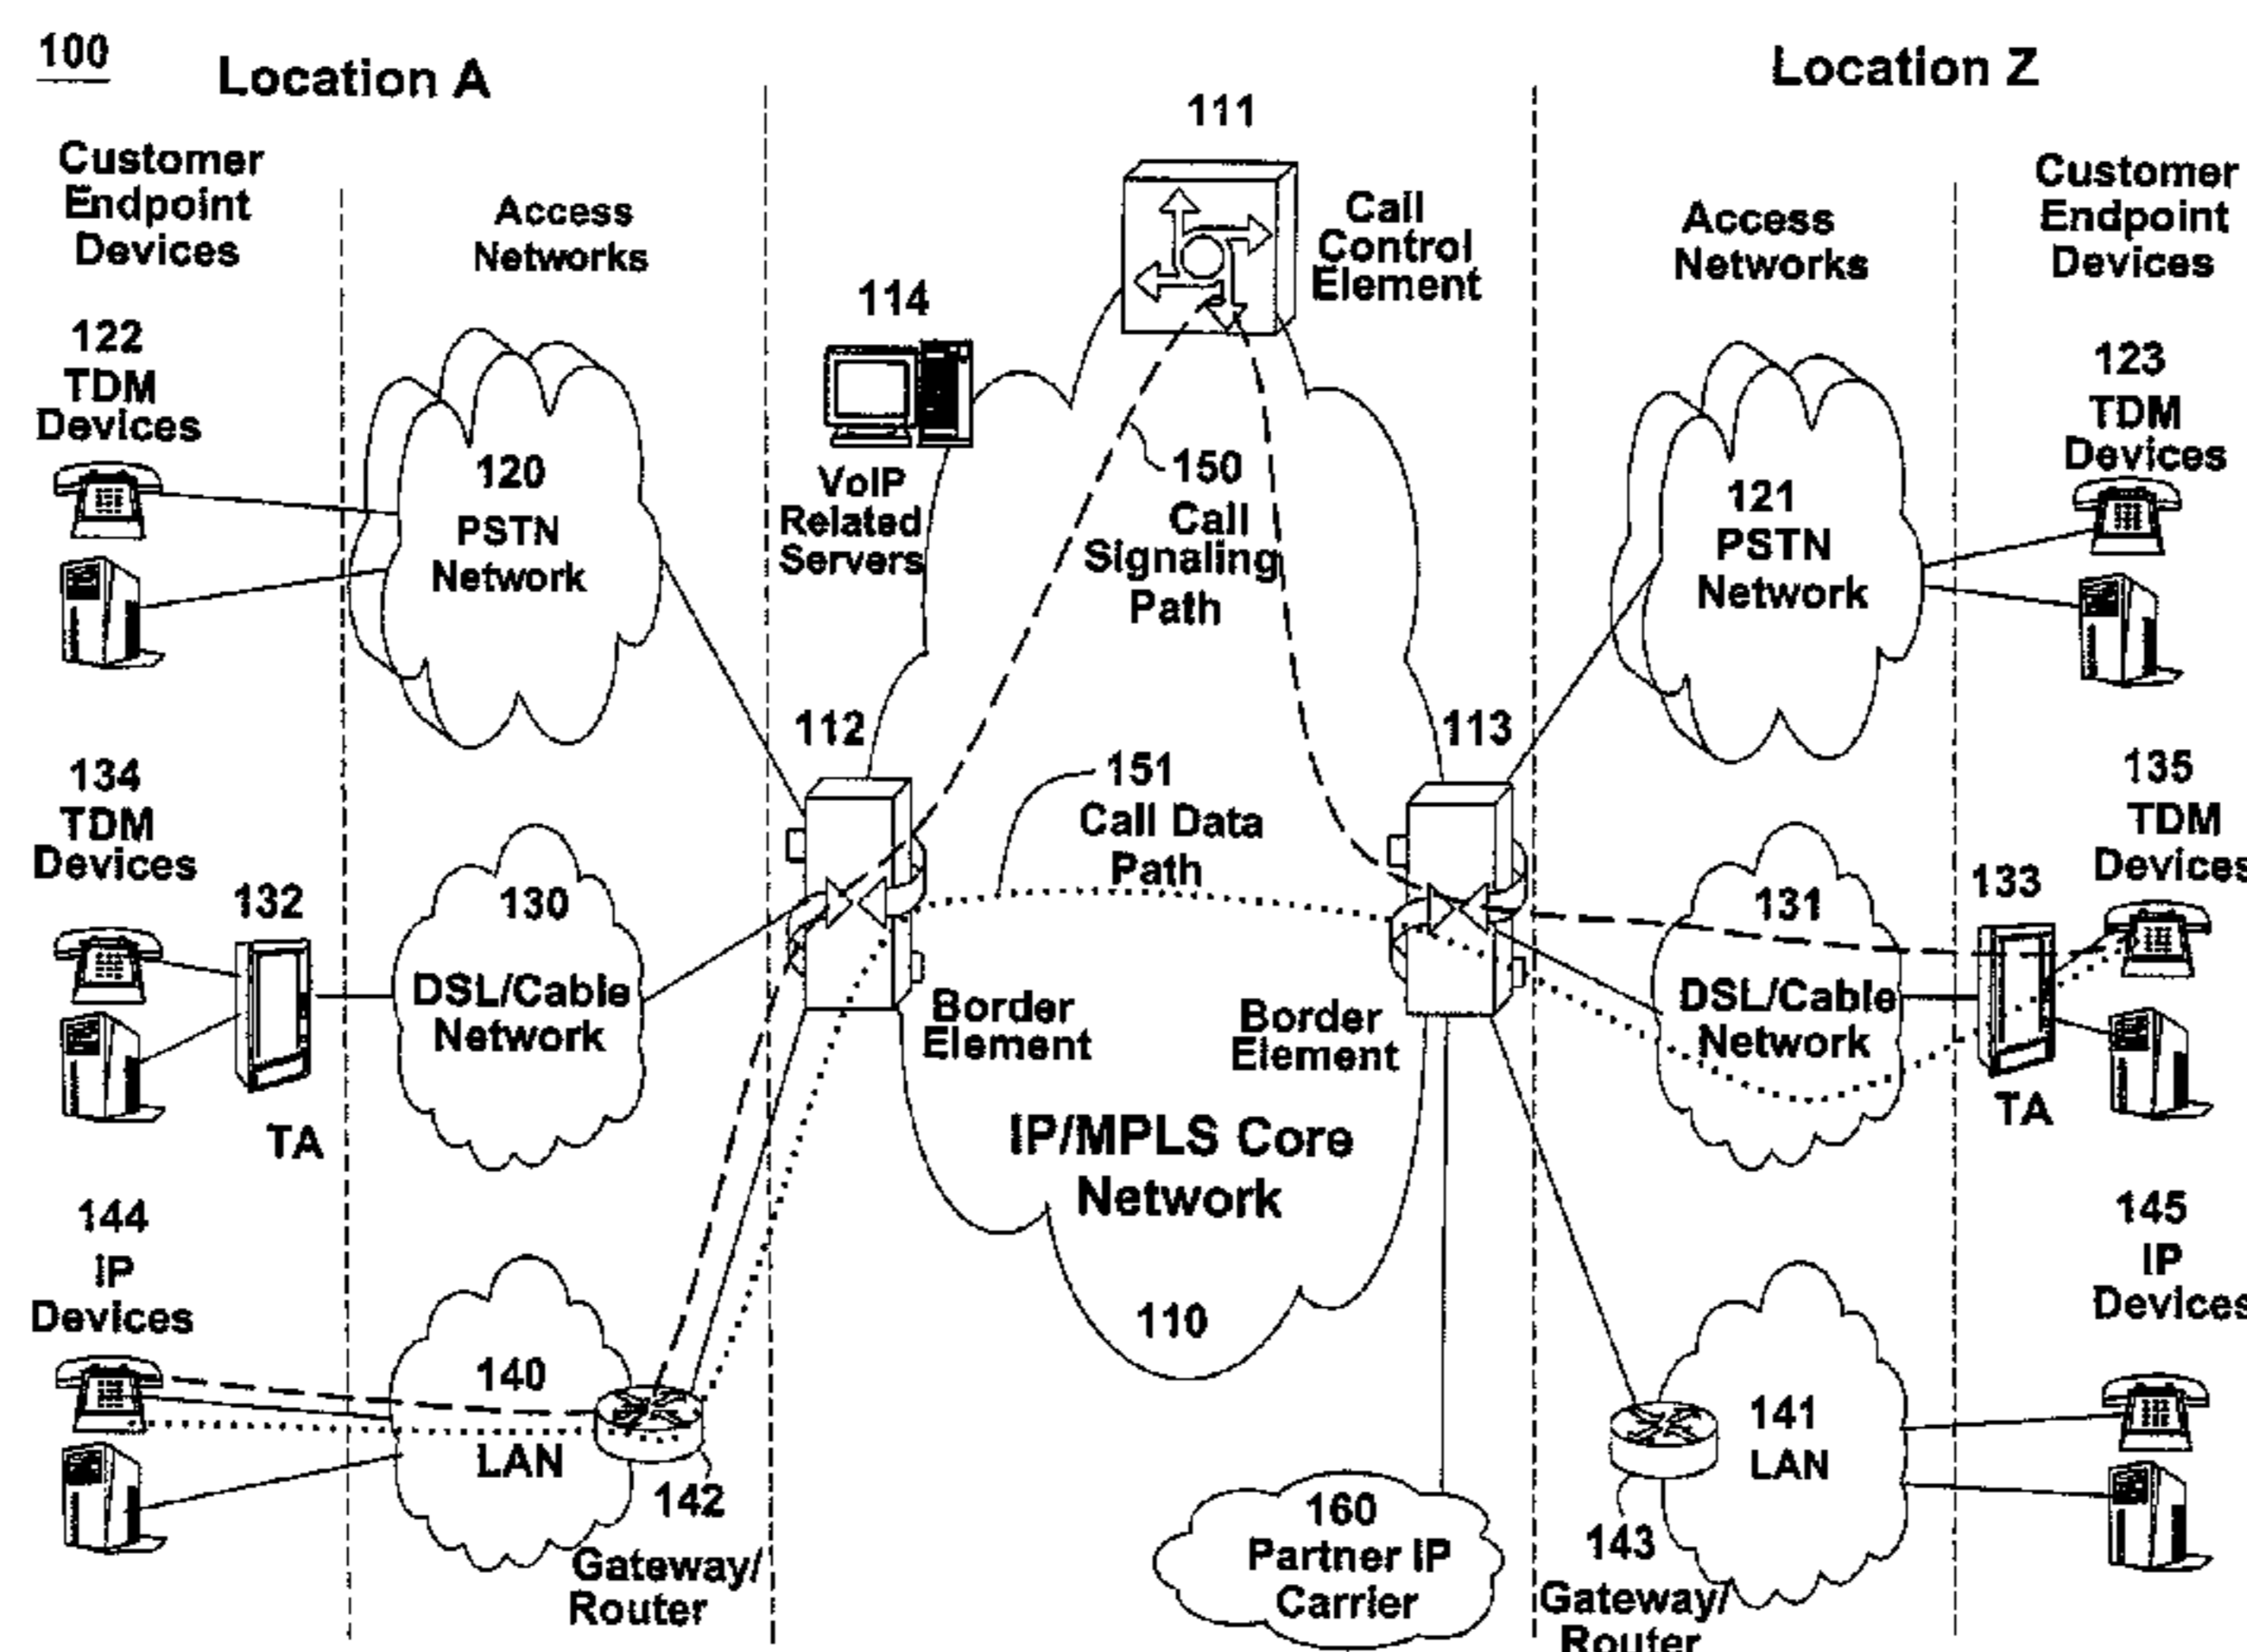 100
Location A
Location Z
Customer
Endpoint
Devices
Access
Networks
111
Call
Control
Element
Access
Networks
Customer
Endpoint
Devices
122
TDM
Devices
120
PSTN
Network
114
VoIP
Related
Servers
150
Call
Signaling
Path
121
PSTN
Network
123
TDM
Devices
134
TDM
Devices
132
TA
130
DSL/Cable
Network
112
Border
Element
151
Call Data
Path
113
Border
Element
131
DSL/Cable
Network
133
TA
135
TDM
Devices
IP/MPLS Core
Network
110
144
IP
Devices
140
LAN
142
Gateway/
Router
160
Partner IP
Carrier
143
Gateway/
Router
141
LAN
145
IP
Devices